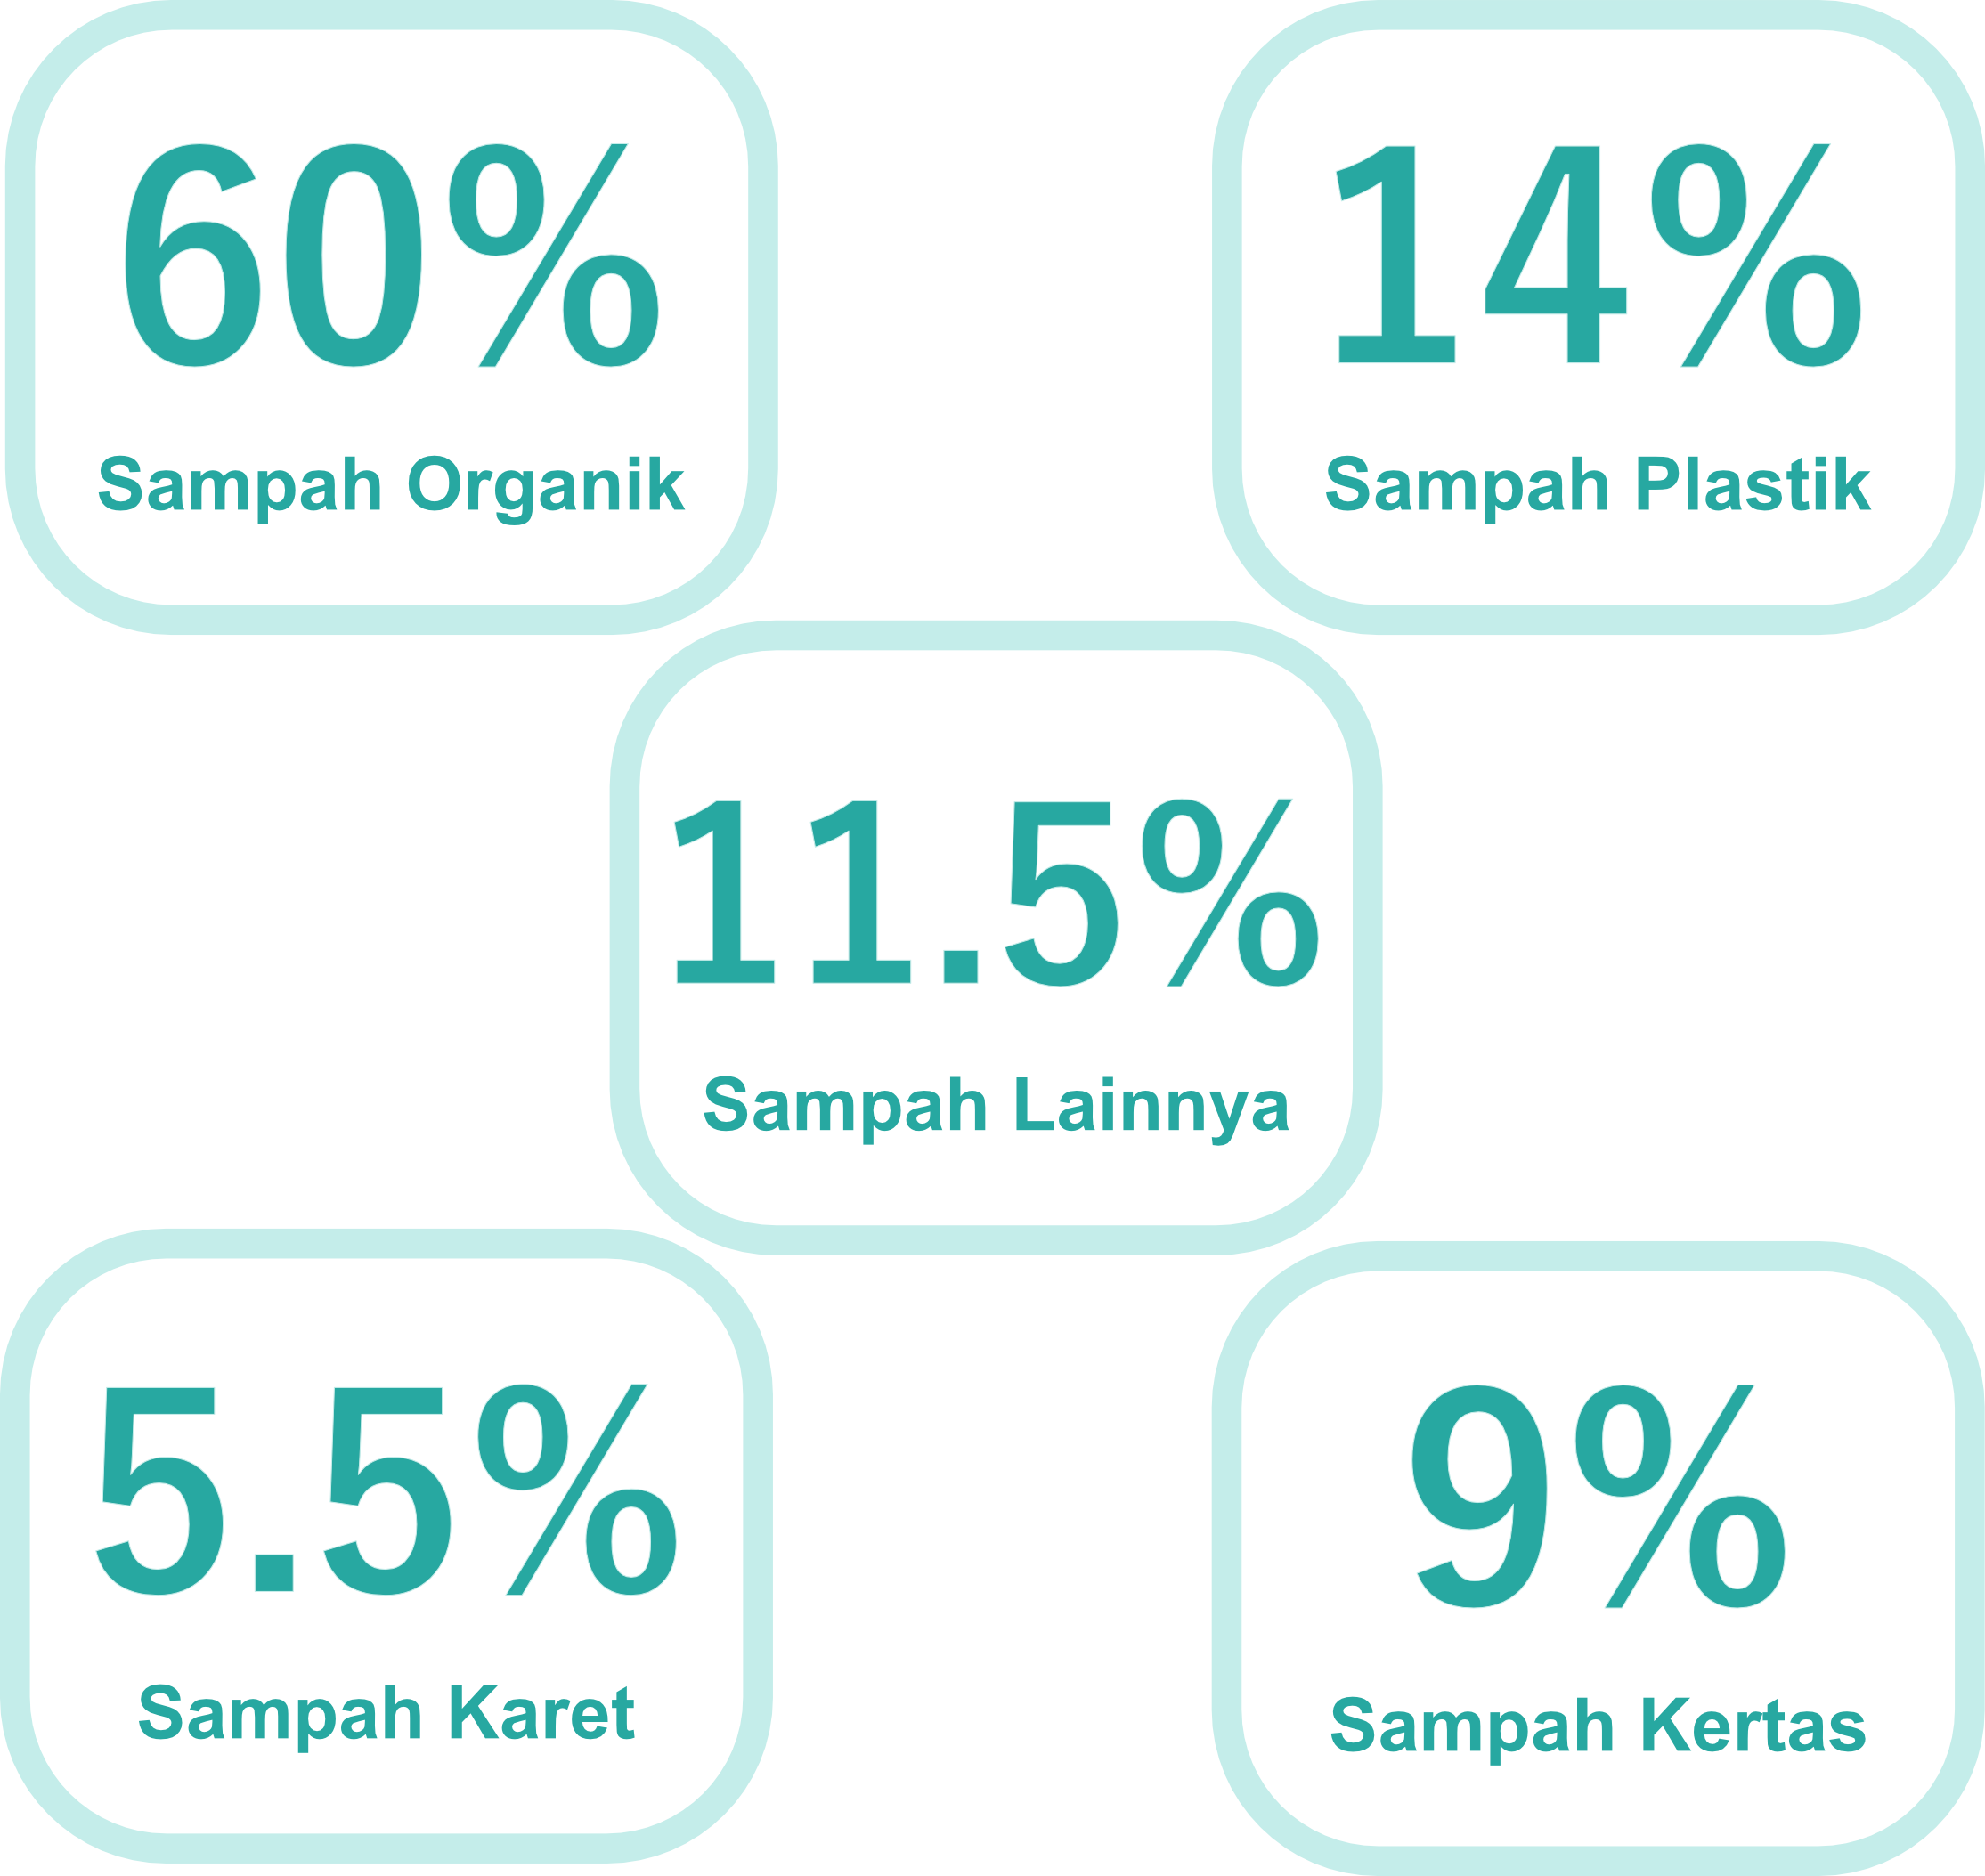 60%
Sampah Organik
14%
Sampah Plastik
11.5%
Sampah Lainnya
5.5%
Sampah Karet
9%
Sampah Kertas